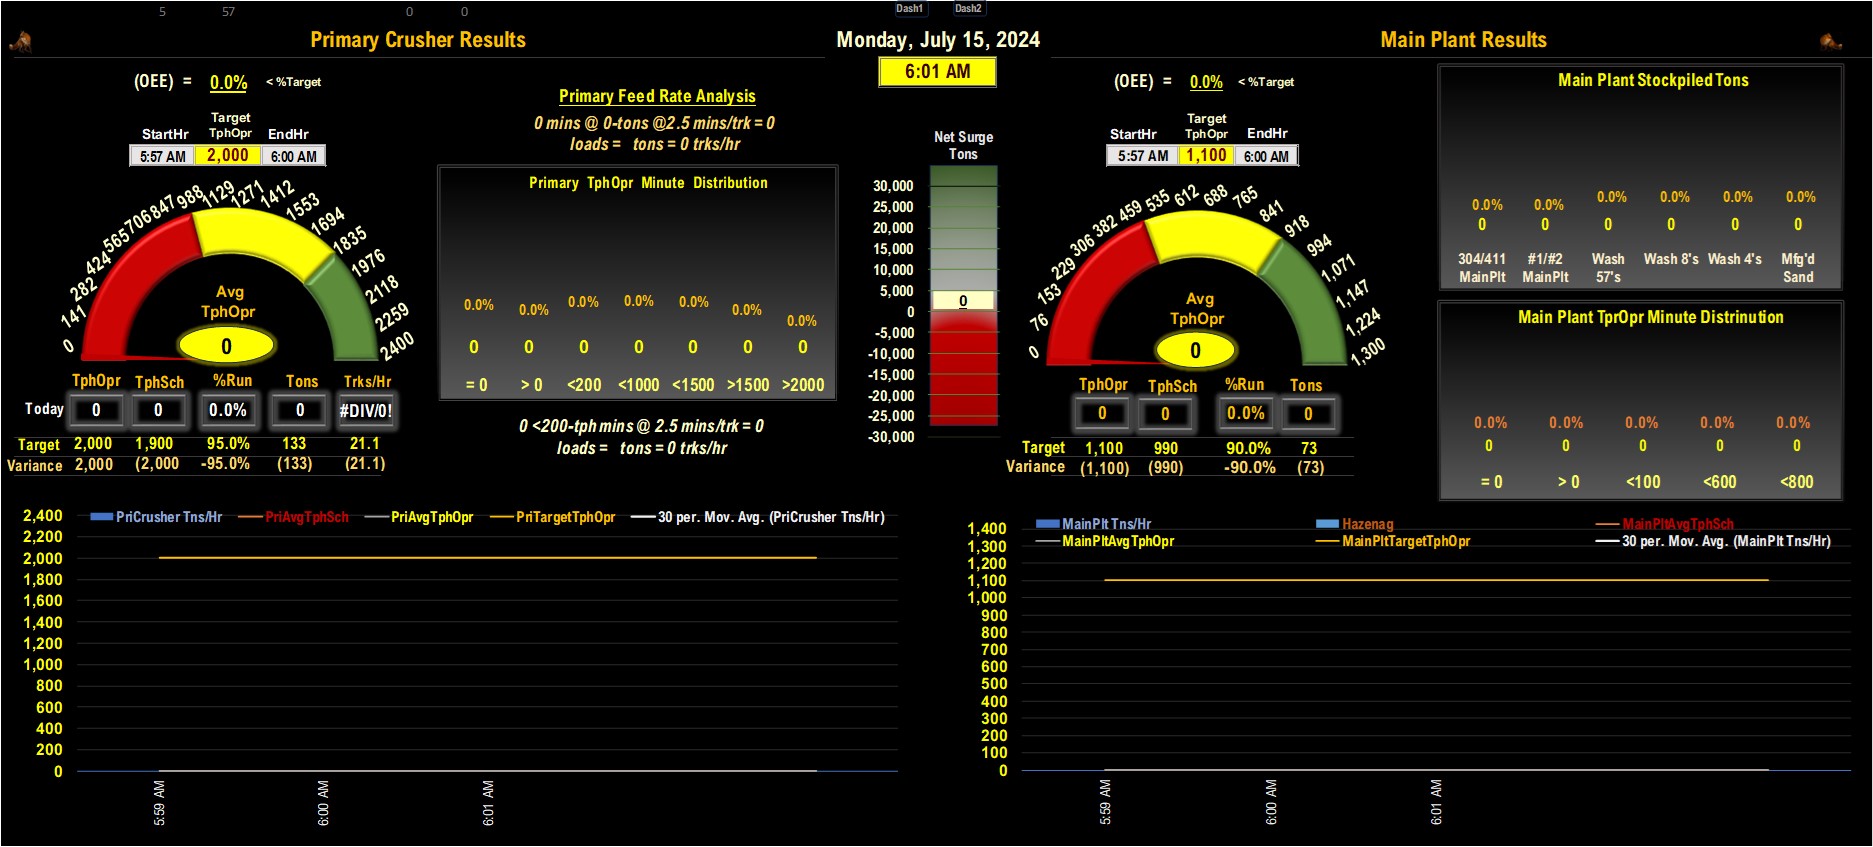 5 57 0 0 Dash1 Dash2
Primary Crusher Results
Monday, July 15, 2024
Main Plant Results
6:01 AM
(OEE) = 0.0% < %Target
Target
StartHr TphOpr EndHr
5:57 AM 2,000 6:00 AM
0 141 282 424 565 706 847 988 1129 1271 1412 1553 1694 1835 1976 2118 2259 2400
Avg
TphOpr
0
TphOpr TphSch %Run Tons Trks/Hr
Today 0 0 0.0% 0 #DIV/0!
Target 2,000 1,900 95.0% 133 21.1
Variance 2,000 (2,000 -95.0% (133) (21.1)
Primary Feed Rate Analysis
0 mins @ 0-tons @2.5 mins/trk = 0
loads = tons = 0 trks/hr
Primary TphOpr Minute Distribution
0.0% 0.0% 0.0% 0.0% 0.0% 0.0% 0.0%
0 0 0 0 0 0 0
= 0 > 0 <200 <1000 <1500 >1500 >2000
0 <200-tph mins @ 2.5 mins/trk = 0
loads = tons = 0 trks/hr
Net Surge
Tons
30,000
25,000
20,000
15,000
10,000
5,000
0
0
-5,000
-10,000
-15,000
-20,000
-25,000
-30,000
(OEE) = 0.0% < %Target
Target
StartHr TphOpr EndHr
5:57 AM 1,100 6:00 AM
0 76 153 229 306 382 459 535 612 688 765 841 918 994 1,071 1,147 1,224 1,300
Avg
TphOpr
0
TphOpr TphSch %Run Tons
0 0 0.0% 0
Target 1,100 990 90.0% 73
Variance (1,100) (990) -90.0% (73)
Main Plant Stockpiled Tons
0.0% 0.0% 0.0% 0.0% 0.0% 0.0%
0 0 0 0 0 0
304/411 #1/#2 Wash Wash 8's Wash 4's Mfg'd
MainPlt MainPlt 57's Sand
Main Plant TprOpr Minute Distrinution
0.0% 0.0% 0.0% 0.0% 0.0%
0 0 0 0 0
= 0 > 0 <100 <600 <800
PriCrusher Tns/Hr PriAvgTphSch PriAvgTphOpr PriTargetTphOpr 30 per. Mov. Avg. (PriCrusher Tns/Hr)
2,400
2,200
2,000
1,800
1,600
1,400
1,200
1,000
800
600
400
200
0
5:59 AM 6:00 AM 6:01 AM
MainPlt Tns/Hr Hazenag MainPltAvgTphSch
MainPltAvgTphOpr MainPltTargetTphOpr 30 per. Mov. Avg. (MainPlt Tns/Hr)
1,400
1,300
1,200
1,100
1,000
900
800
700
600
500
400
300
200
100
0
5:59 AM 6:00 AM 6:01 AM